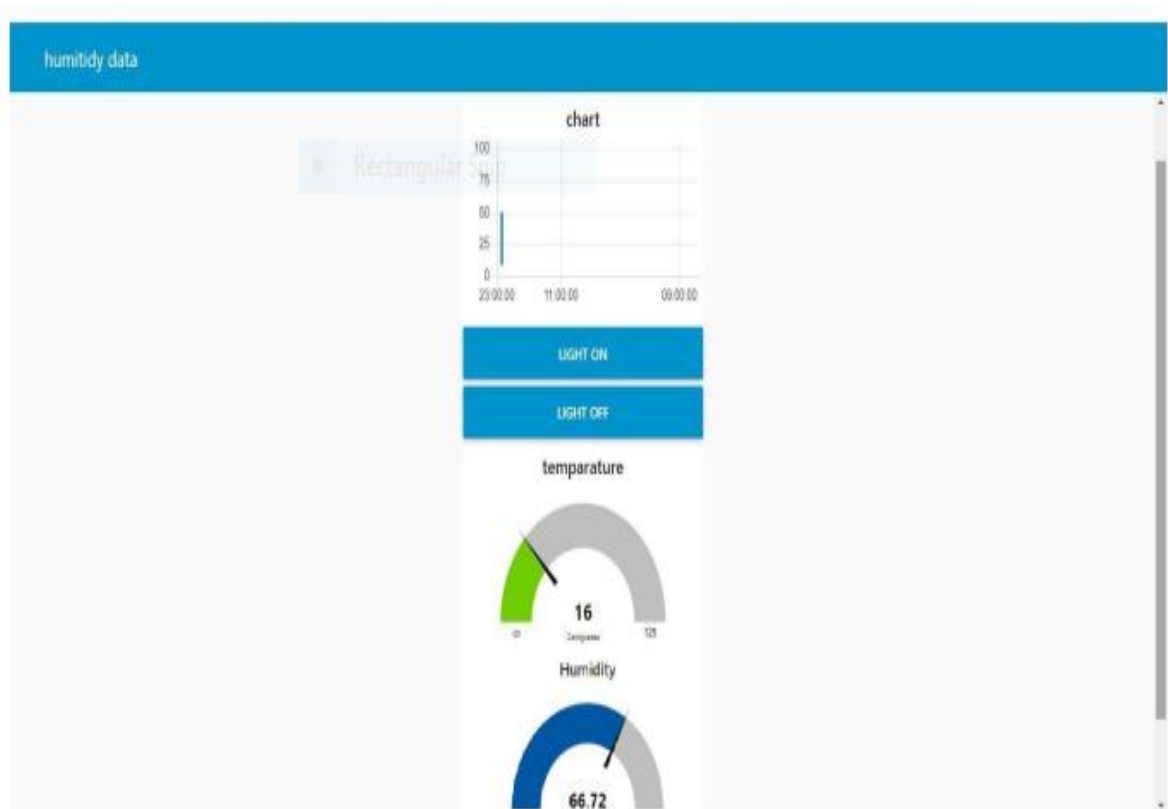 humitidy data
chart
Rectangular Snip
100
75
50
25
0
23:00:00 11:00:00 09:00:00
LIGHT ON
LIGHT OFF
temparature
16
125
Humidity
66.72